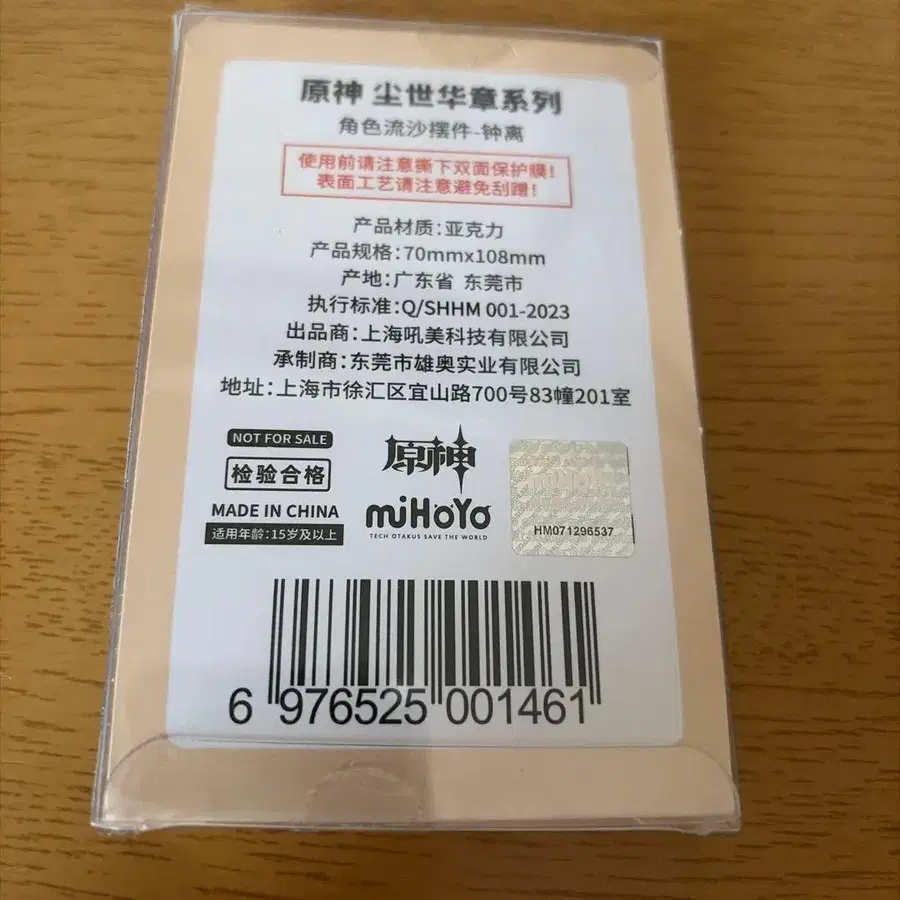 原神 尘世华章系列
角色流沙摆件-钟离
使用前请注意撕下双面保护膜!
表面工艺请注意避免刮蹭!
产品材质:亚克力
产品规格:70mmx108mm
产地:广东省 东莞市
执行标准:Q/SHHM 001-2023
出品商:上海吼美科技有限公司
承制商:东莞市雄奥实业有限公司
地址:上海市徐汇区宜山路700号83幢201室
NOT FOR SALE
检验合格
MADE IN CHINA
适用年龄:15岁及以上
原神
miHoYo
TECH OTAKUS SAVE THE WORLD
miHoYo
HM071296537
6 976525 001461